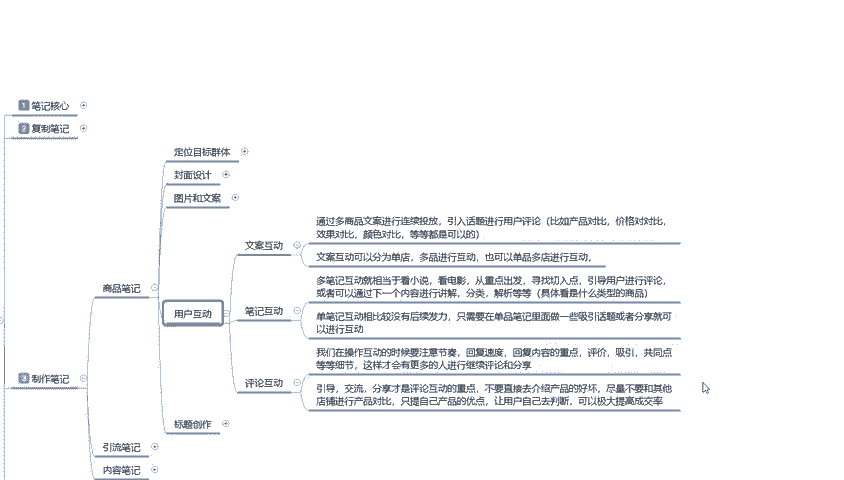 1 笔记核心
2 复制笔记
定位目标群体
封面设计
图片和文案
通过多商品文案进行连续投放，引入话题进行用户评论（比如产品对比，价格对对比，
效果对比，颜色对比，等等都是可以的）
文案互动
文案互动可以分为单店，多品进行互动，也可以单品多店进行互动，
多笔记互动就相当于看小说，看电影，从重点出发，寻找切入点，引导用户进行评论，
或者可以通过下一个内容进行讲解，分类，解析等等（具体看是什么类型的商品）
商品笔记
用户互动
笔记互动
单笔记互动相比较没有后续发力，只需要在单品笔记里面做一些吸引话题或者分享就可
以进行互动
我们在操作互动的时候要注意节奏，回复速度，回复内容的重点，评价，吸引，共同点
等等细节，这样才会有更多的人进行继续评论和分享
3 制作笔记
评论互动
引导，交流，分享才是评论互动的重点，不要直接去介绍产品的好坏，尽量不要和其他
店铺进行产品对比，只提自己产品的优点，让用户自己去判断，可以极大提高成交率
标题创作
引流笔记
内容笔记